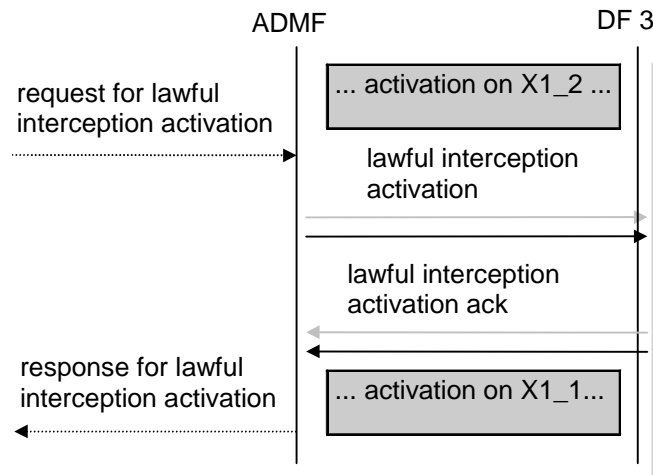 ADMF
DF 3
request for lawful
interception activation
... activation on X1_2 ...
lawful interception
activation
lawful interception
activation ack
response for lawful
interception activation
... activation on X1_1...